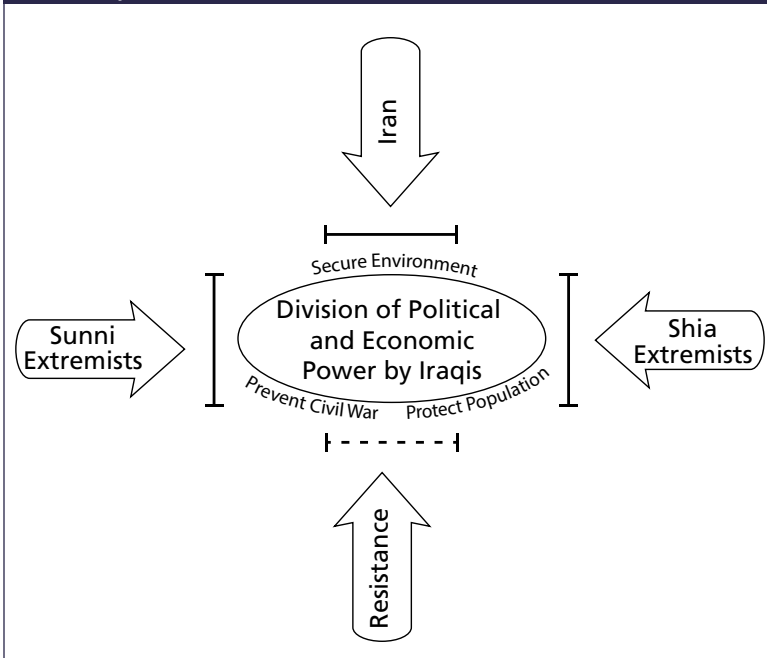 Iran
Secure Environment
Division of Political
and Economic
Power by Iraqis
Sunni
Extremists
Shia
Extremists
Prevent Civil War
Protect Population
Resistance